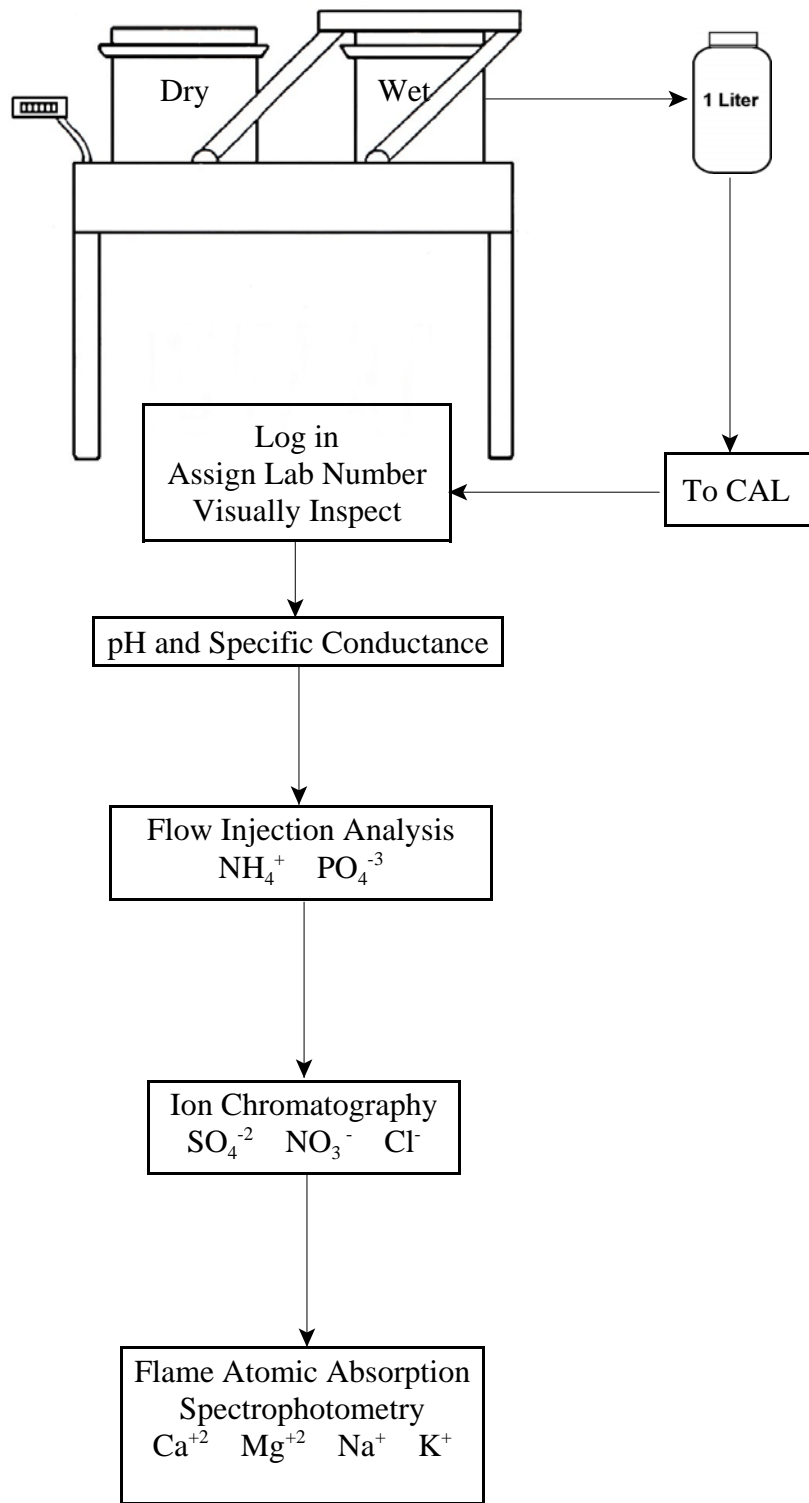 Dry
Wet
1 Liter
To CAL
Log in
Assign Lab Number
Visually Inspect
pH and Specific Conductance
Flow Injection Analysis
NH₄⁺ PO₄⁻³
Ion Chromatography
SO₄⁻² NO₃⁻ Cl⁻
Flame Atomic Absorption
Spectrophotometry
Ca⁺² Mg⁺² Na⁺ K⁺